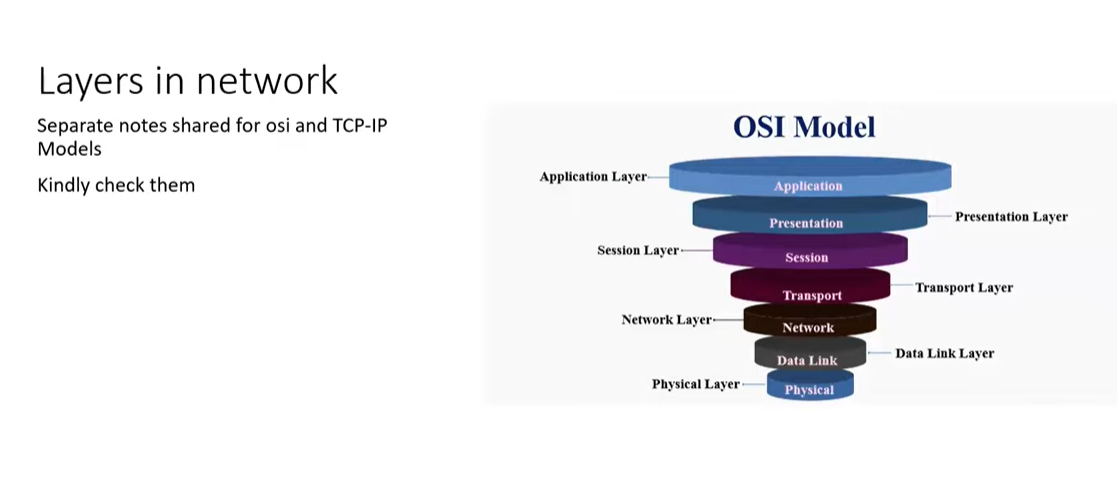 Layers in network
Separate notes shared for osi and TCP-IP
Models
Kindly check them
OSI Model
Application Layer
Application
Presentation
Presentation Layer
Session Layer
Session
Transport
Transport Layer
Network Layer
Network
Data Link
Data Link Layer
Physical Layer
Physical